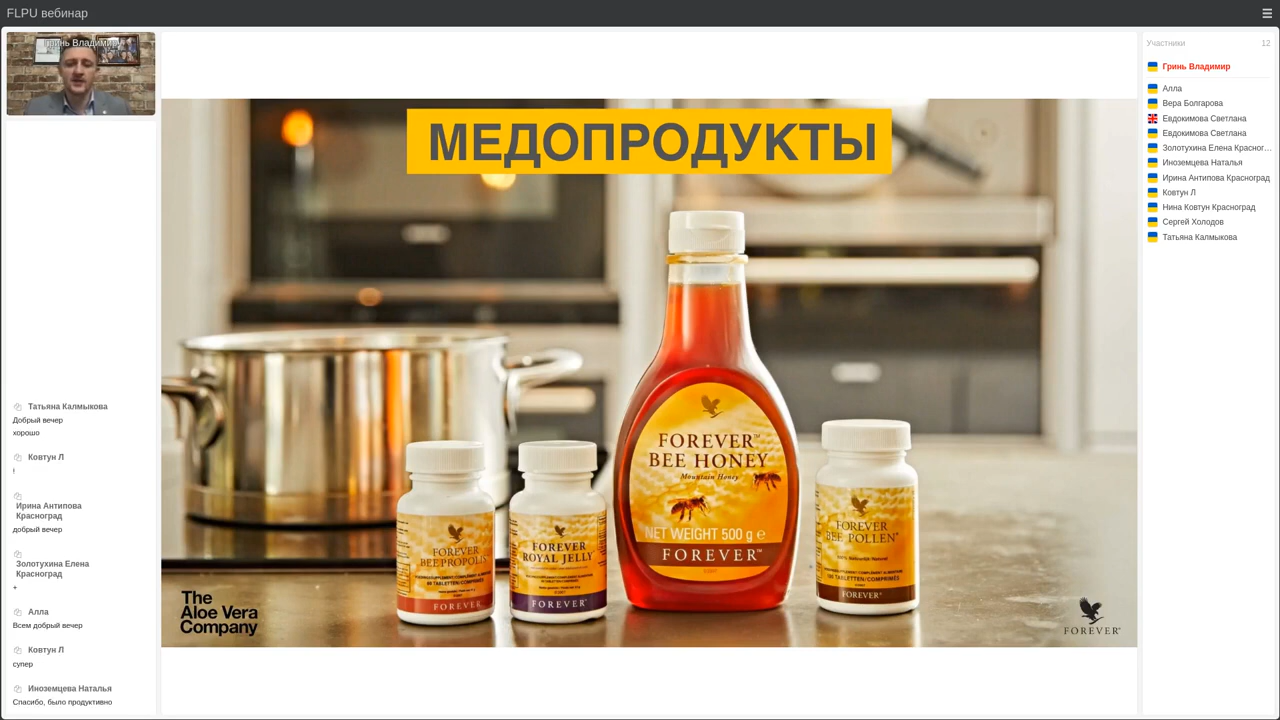 FLPU вебинар
Гринь Владимир
Татьяна Калмыкова
Добрый вечер
хорошо
Ковтун Л
!
Ирина Антипова
Красноград
добрый вечер
Золотухина Елена
Красноград
+
Алла
Всем добрый вечер
Ковтун Л
супер
Иноземцева Наталья
Спасибо, было продуктивно
МЕДОПРОДУКТЫ
FOREVER
BEE PROPOLIS
FOREVER
FOREVER
ROYAL JELLY
FOREVER
FOREVER™
BEE HONEY
Mountain Honey
NET WEIGHT 500 g e
FOREVER™
FOREVER
BEE POLLEN®
FOREVER
The
Aloe Vera
Company
FOREVER®
Участники 12
Гринь Владимир
Алла
Вера Болгарова
Евдокимова Светлана
Евдокимова Светлана
Золотухина Елена Красног…
Иноземцева Наталья
Ирина Антипова Красноград
Ковтун Л
Нина Ковтун Красноград
Сергей Холодов
Татьяна Калмыкова